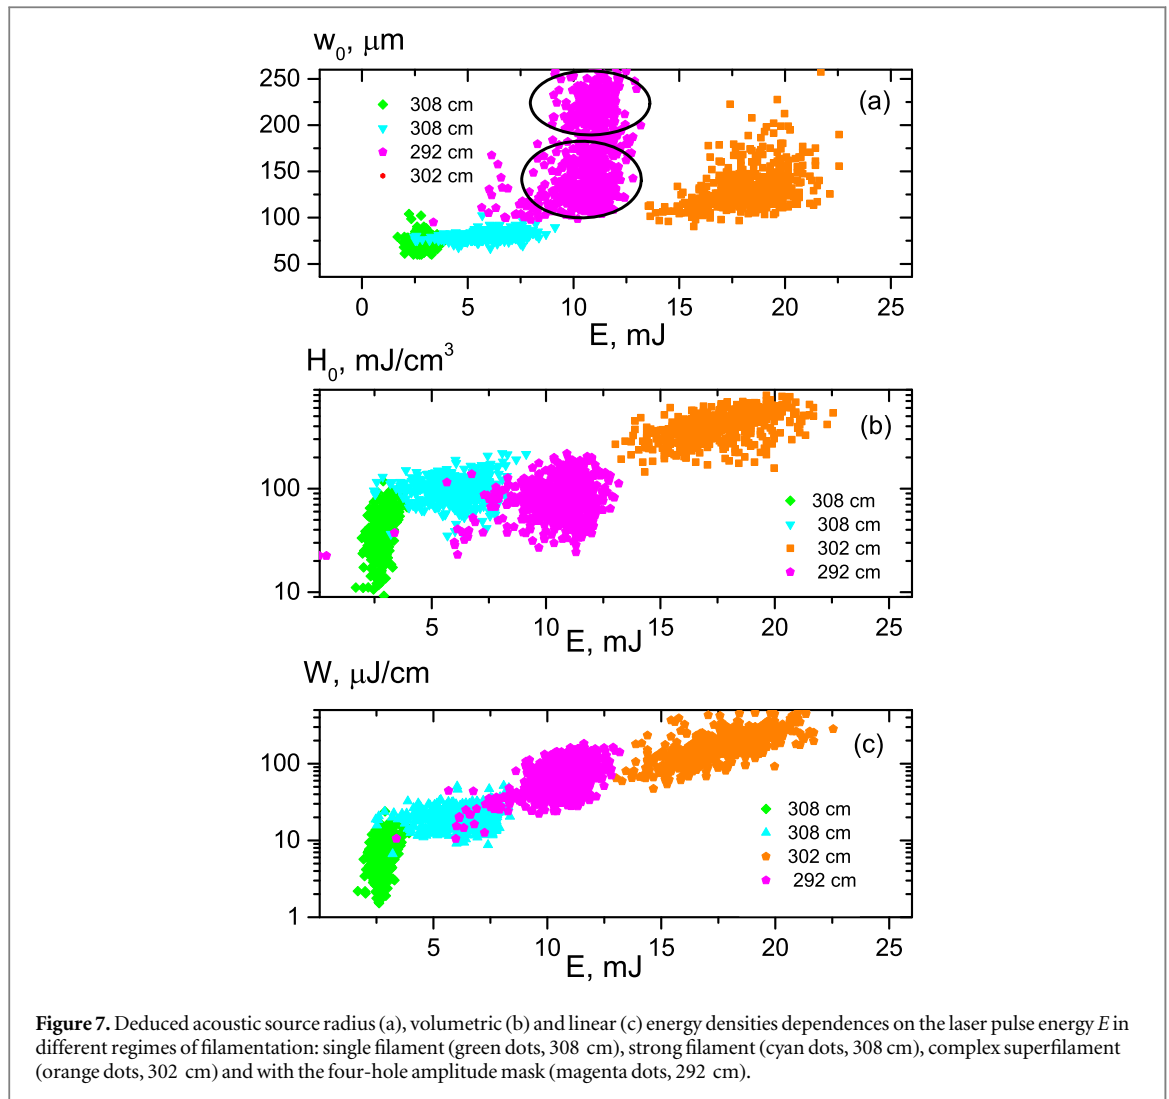 w0, μm
250
200
150
100
50
(a)
308 cm
308 cm
292 cm
302 cm
0 5 10 15 20 25
E, mJ
H0, mJ/cm3
100
10
(b)
308 cm
308 cm
302 cm
292 cm
5 10 15 20 25
E, mJ
W, μJ/cm
100
10
1
(c)
308 cm
308 cm
302 cm
292 cm
5 10 15 20 25
E, mJ
Figure 7. Deduced acoustic source radius (a), volumetric (b) and linear (c) energy densities dependences on the laser pulse energy E in
different regimes of filamentation: single filament (green dots, 308 cm), strong filament (cyan dots, 308 cm), complex superfilament
(orange dots, 302 cm) and with the four-hole amplitude mask (magenta dots, 292 cm).